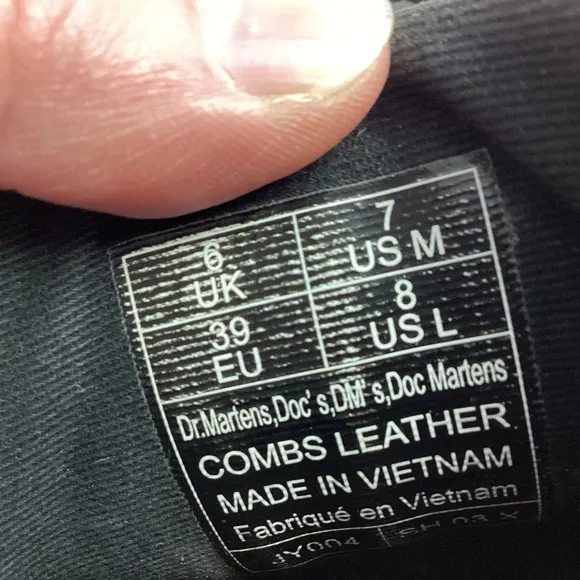 6 7
UK US M
39 8
EU US L
Dr.Martens,Doc's,DM's,Doc Martens
COMBS LEATHER
MADE IN VIETNAM
Fabriqué en Vietnam